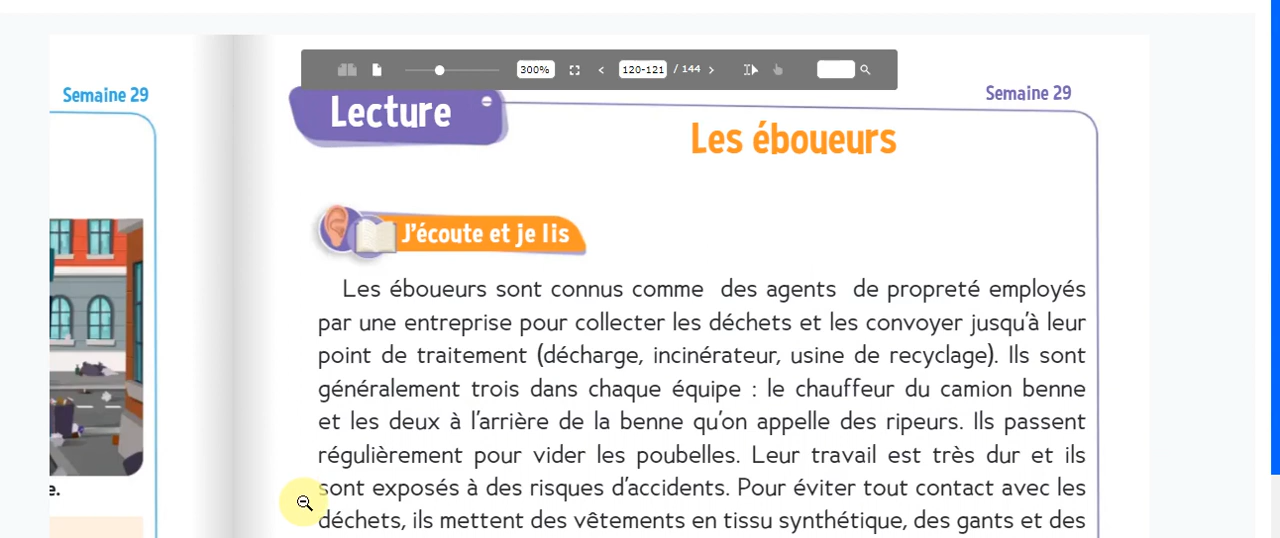 300%
120-121 / 144
Semaine 29
Semaine 29
Lecture
Les éboueurs
J'écoute et je lis
Les éboueurs sont connus comme des agents de propreté employés
par une entreprise pour collecter les déchets et les convoyer jusqu'à leur
point de traitement (décharge, incinérateur, usine de recyclage). Ils sont
généralement trois dans chaque équipe : le chauffeur du camion benne
et les deux à l'arrière de la benne qu'on appelle des ripeurs. Ils passent
régulièrement pour vider les poubelles. Leur travail est très dur et ils
sont exposés à des risques d'accidents. Pour éviter tout contact avec les
déchets, ils mettent des vêtements en tissu synthétique, des gants et des
e.